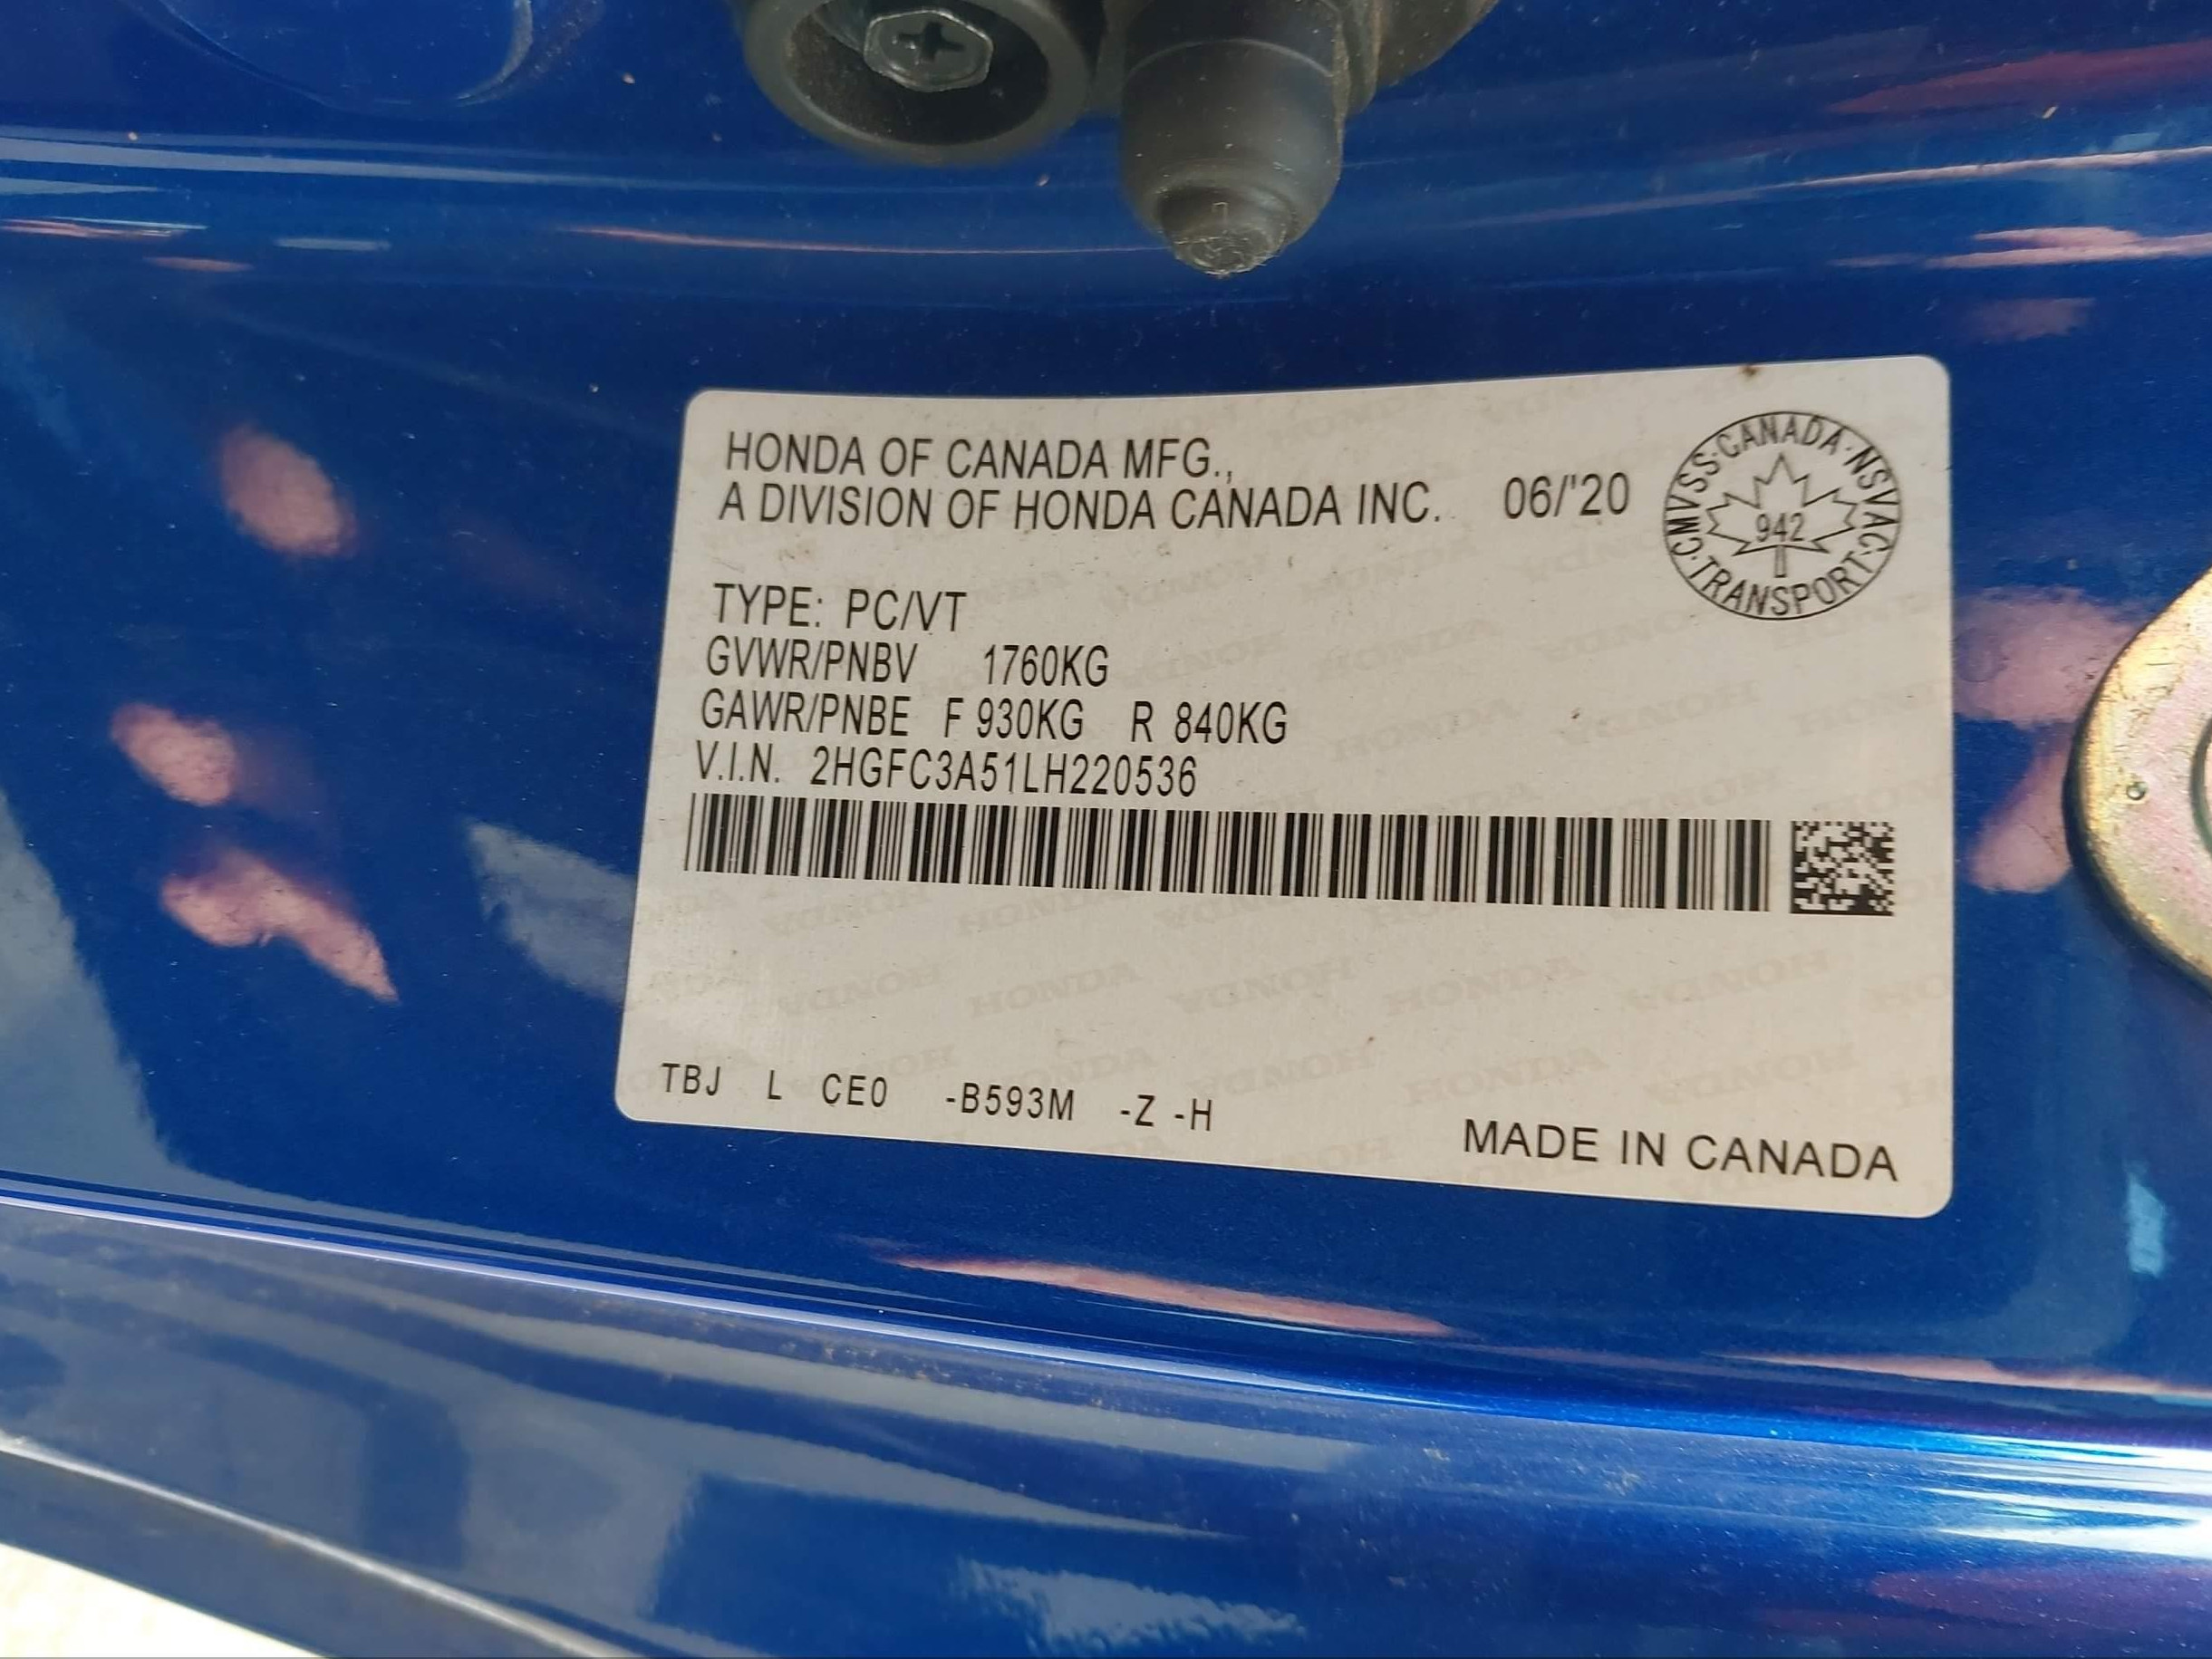 HONDA OF CANADA MFG.,
A DIVISION OF HONDA CANADA INC. 06/'20
CMVSS·CANADA·NSVAC·TRANSPORT·
942
TYPE: PC/VT
GVWR/PNBV 1760KG
GAWR/PNBE F 930KG R 840KG
V.I.N. 2HGFC3A51LH220536
TBJ L CE0 -B593M -Z -H
MADE IN CANADA